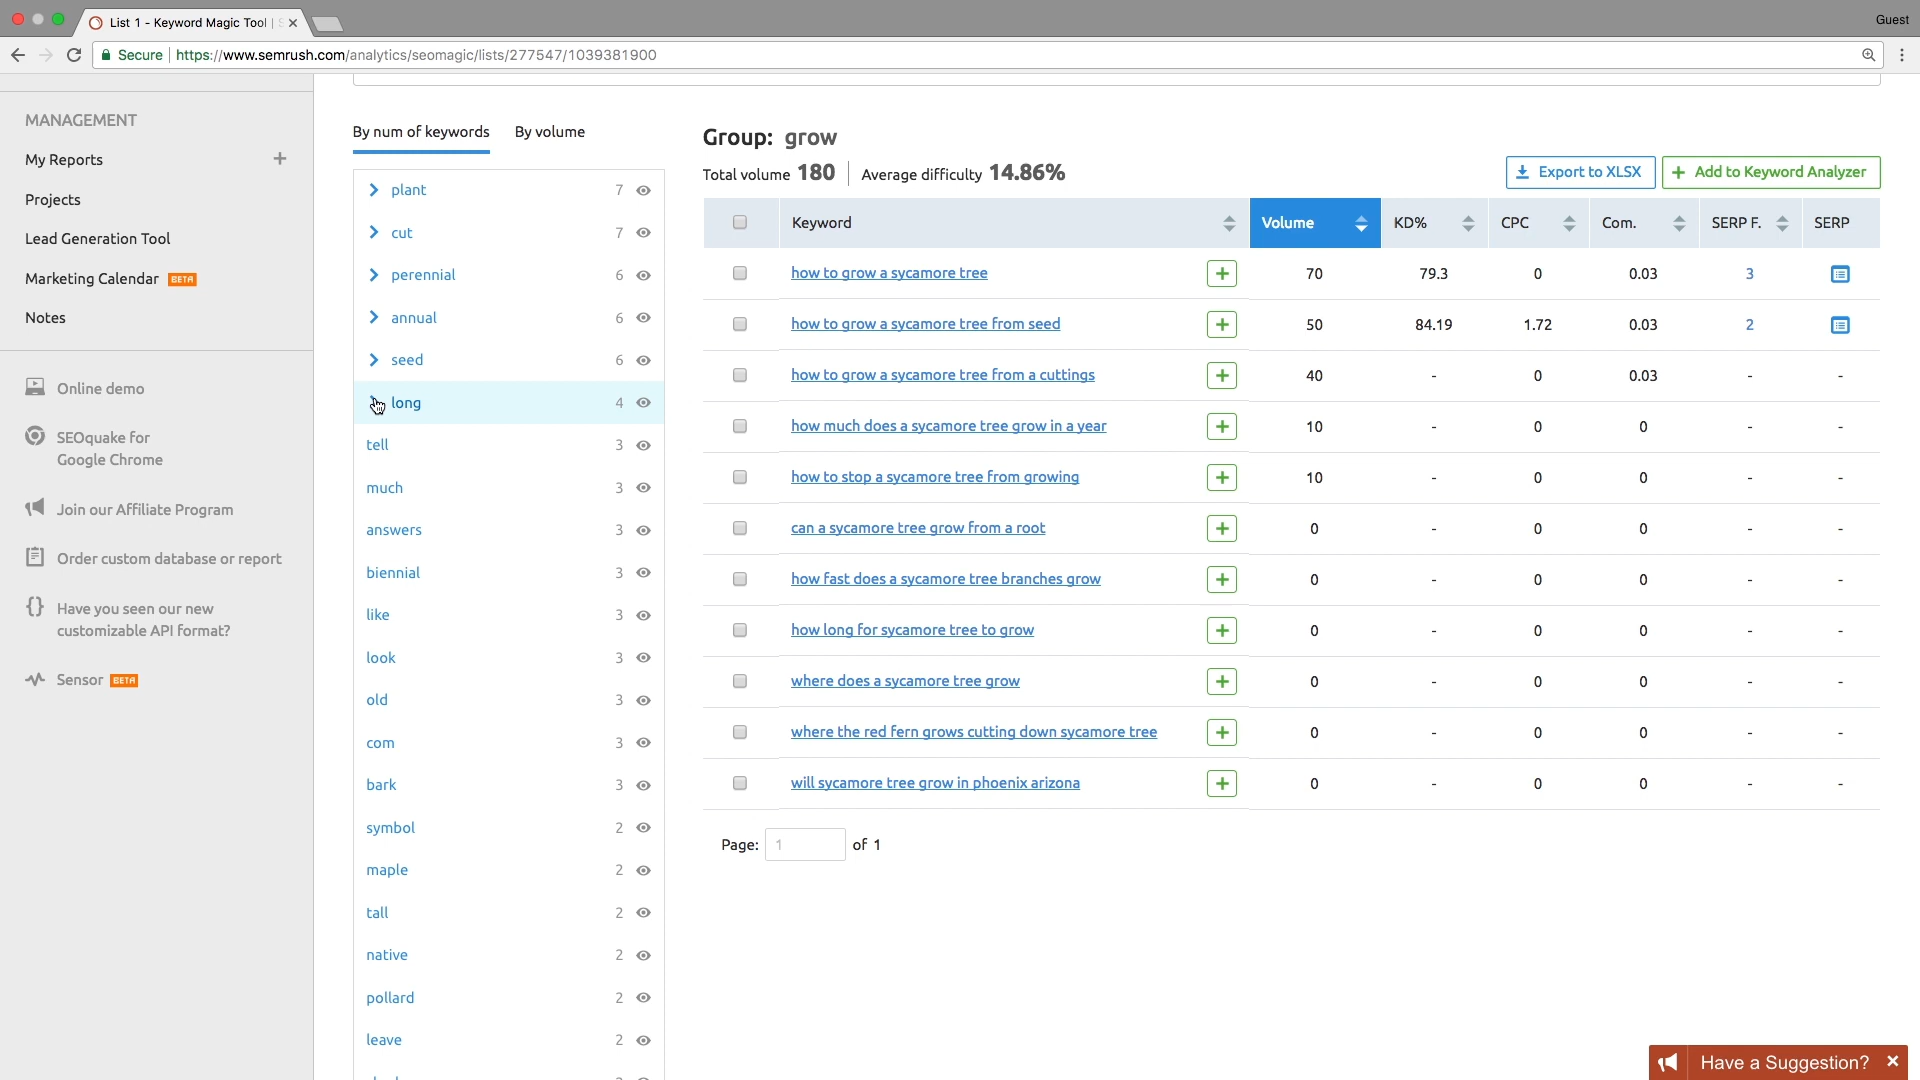 List 1 - Keyword Magic Tool |
Guest
Secure | https://www.semrush.com/analytics/seomagic/lists/277547/1039381900
MANAGEMENT
My Reports +
Projects
Lead Generation Tool
Marketing Calendar BETA
Notes
Online demo
SEOquake for
Google Chrome
Join our Affiliate Program
Order custom database or report
Have you seen our new
customizable API format?
Sensor BETA
By num of keywords By volume
plant 7
cut 7
perennial 6
annual 6
seed 6
long 4
tell 3
much 3
answers 3
biennial 3
like 3
look 3
old 3
com 3
bark 3
symbol 2
maple 2
tall 2
native 2
pollard 2
leave 2
Group: grow
Total volume 180 | Average difficulty 14.86%
Export to XLSX
+ Add to Keyword Analyzer
Keyword Volume KD% CPC Com. SERP F. SERP
how to grow a sycamore tree + 70 79.3 0 0.03 3
how to grow a sycamore tree from seed + 50 84.19 1.72 0.03 2
how to grow a sycamore tree from a cuttings + 40 - 0 0.03 - -
how much does a sycamore tree grow in a year + 10 - 0 0 - -
how to stop a sycamore tree from growing + 10 - 0 0 - -
can a sycamore tree grow from a root + 0 - 0 0 - -
how fast does a sycamore tree branches grow + 0 - 0 0 - -
how long for sycamore tree to grow + 0 - 0 0 - -
where does a sycamore tree grow + 0 - 0 0 - -
where the red fern grows cutting down sycamore tree + 0 - 0 0 - -
will sycamore tree grow in phoenix arizona + 0 - 0 0 - -
Page: 1 of 1
Have a Suggestion? ×